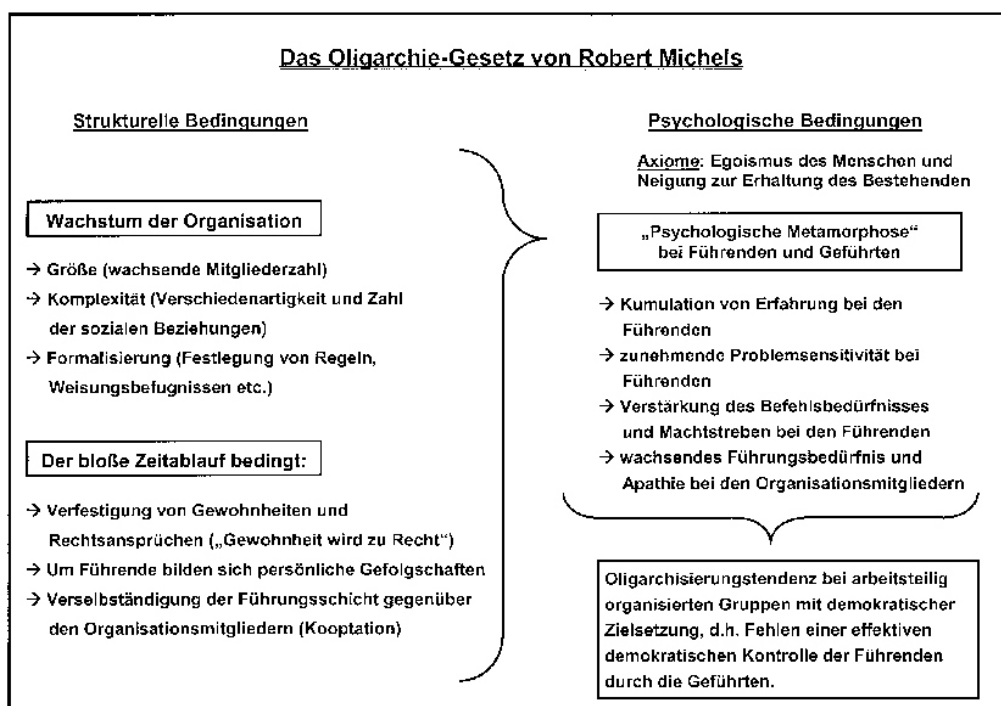 Das Oligarchie-Gesetz von Robert Michels
Strukturelle Bedingungen
Wachstum der Organisation
→ Größe (wachsende Mitgliederzahl)
→ Komplexität (Verschiedenartigkeit und Zahl
der sozialen Beziehungen)
→ Formalisierung (Festlegung von Regeln,
Weisungsbefugnissen etc.)
Der bloße Zeitablauf bedingt:
→ Verfestigung von Gewohnheiten und
Rechtsansprüchen („Gewohnheit wird zu Recht“)
→ Um Führende bilden sich persönliche Gefolgschaften
→ Verselbständigung der Führungsschicht gegenüber
den Organisationsmitgliedern (Kooptation)
Psychologische Bedingungen
Axiome: Egoismus des Menschen und
Neigung zur Erhaltung des Bestehenden
„Psychologische Metamorphose“
bei Führenden und Geführten
→ Kumulation von Erfahrung bei den
Führenden
→ zunehmende Problemsensitivität bei
Führenden
→ Verstärkung des Befehlsbedürfnisses
und Machtstreben bei den Führenden
→ wachsendes Führungsbedürfnis und
Apathie bei den Organisationsmitgliedern
Oligarchisierungstendenz bei arbeitsteilig
organisierten Gruppen mit demokratischer
Zielsetzung, d.h. Fehlen einer effektiven
demokratischen Kontrolle der Führenden
durch die Geführten.